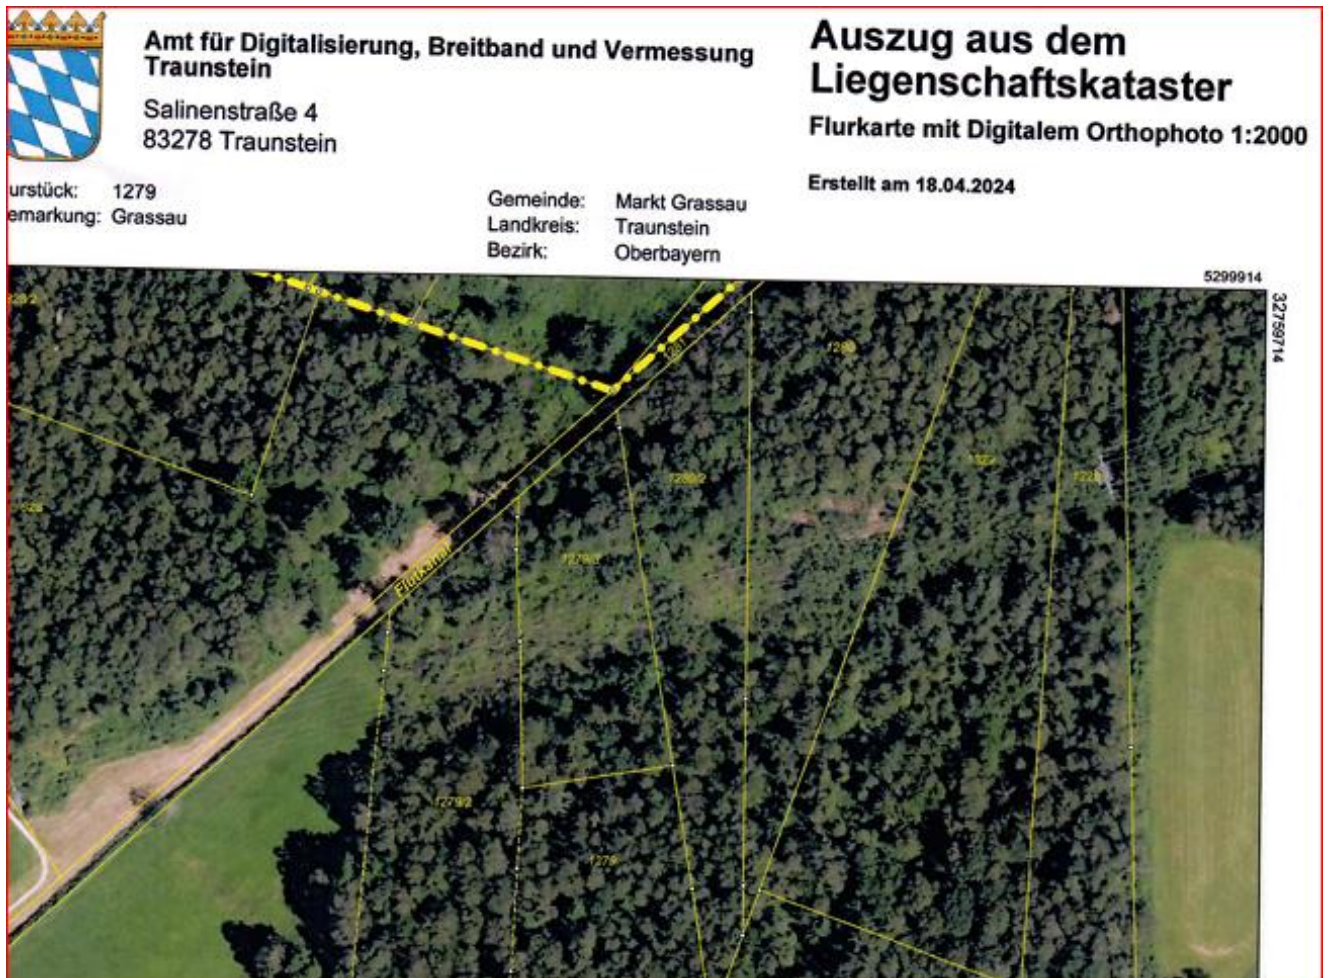 Amt für Digitalisierung, Breitband und Vermessung
Traunstein
Salinenstraße 4
83278 Traunstein
Auszug aus dem
Liegenschaftskataster
Flurkarte mit Digitalem Orthophoto 1:2000
Erstellt am 18.04.2024
urstück: 1279
emarkung: Grassau
Gemeinde: Markt Grassau
Landkreis: Traunstein
Bezirk: Oberbayern
5299914
32759714
1280/2
1279/3
Flutkanal
1279/2
1279